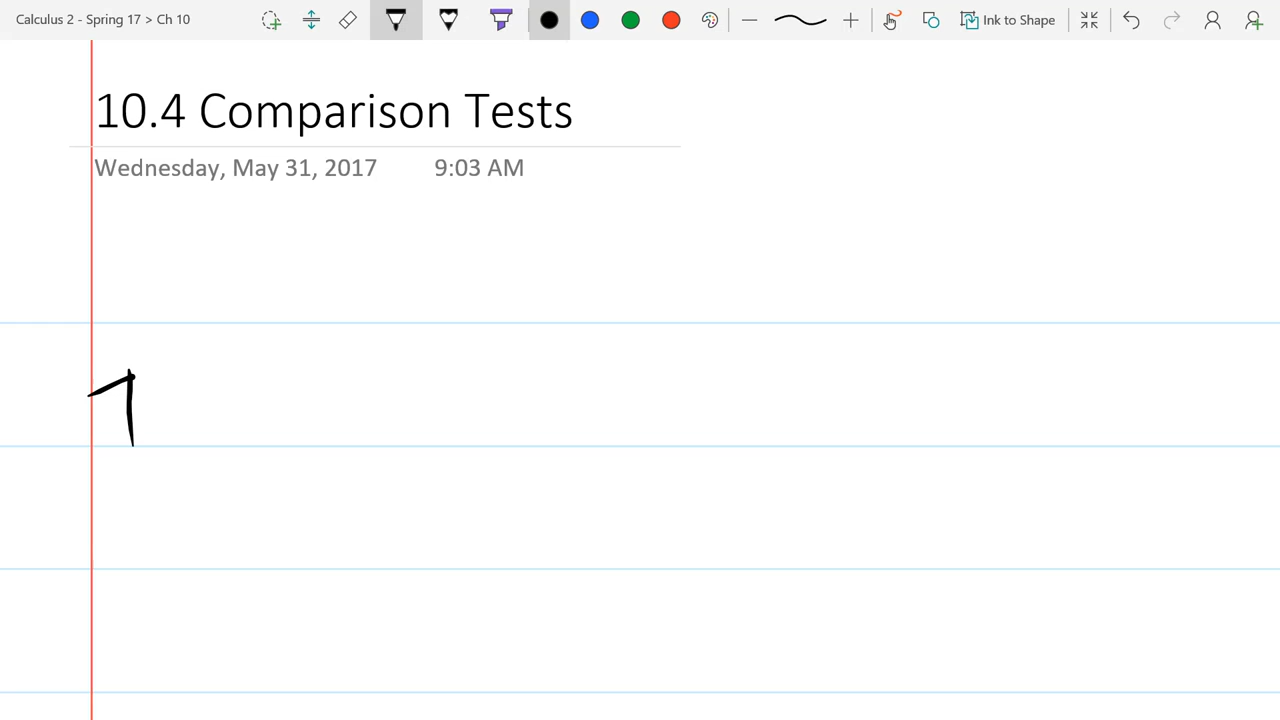 Calculus 2 - Spring 17 > Ch 10
Ink to Shape
10.4 Comparison Tests
Wednesday, May 31, 2017 9:03 AM